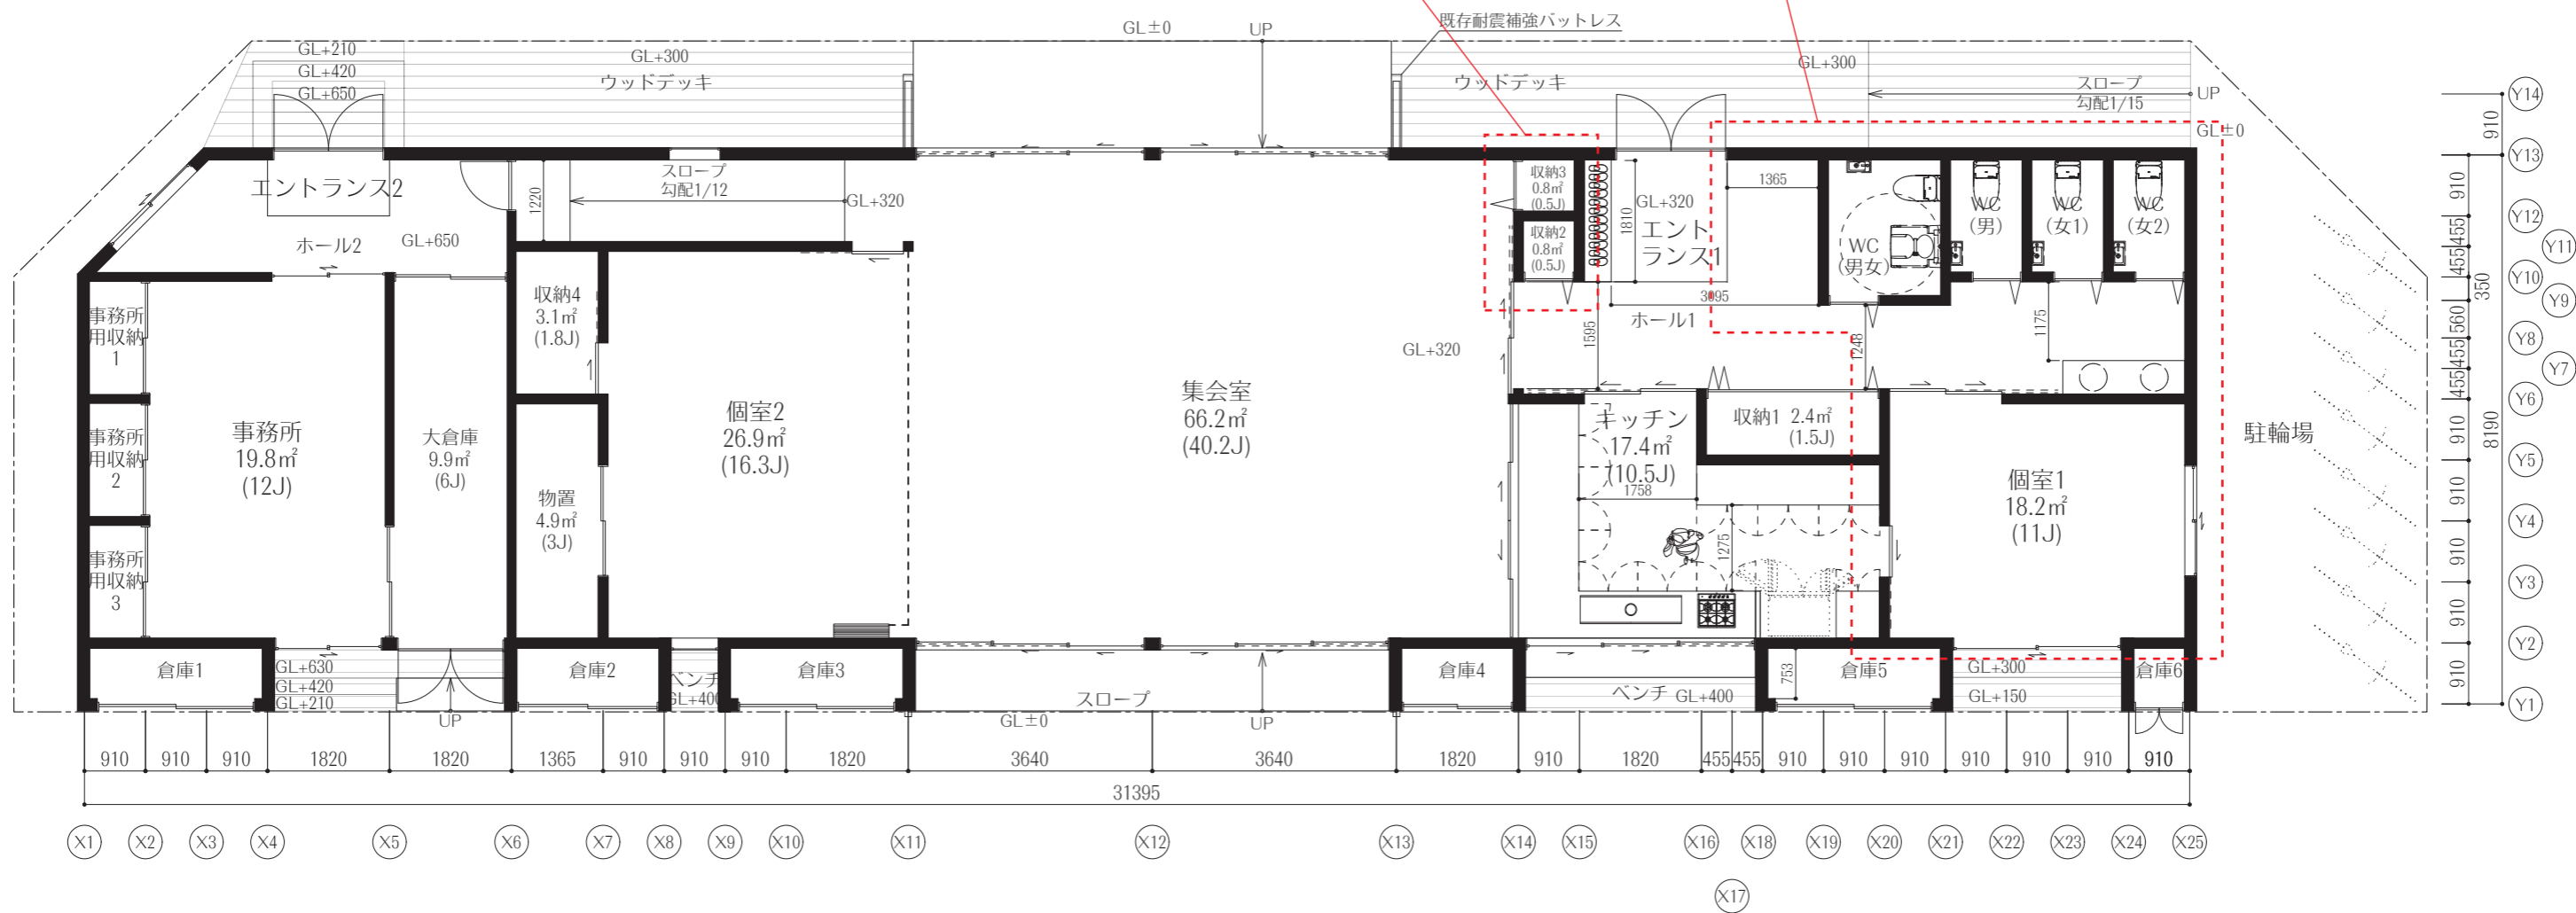 既存耐震補強バットレス
GL±0
UP
GL+210
GL+420
GL+650
GL+300
ウッドデッキ
ウッドデッキ
GL+300
スロープ
勾配1/15
UP
GL±0
エントランス2
ホール2
GL+650
1220
スロープ
勾配1/12
GL+320
収納3
0.8㎡
(0.5J)
収納2
0.8㎡
(0.5J)
1810
GL+320
エント
ランス1
1365
3095
ホール1
1595
1248
1175
WC
(男女)
WC
(男)
WC
(女1)
WC
(女2)
GL+320
事務所
用収納
1
事務所
用収納
2
事務所
用収納
3
事務所
19.8㎡
(12J)
大倉庫
9.9㎡
(6J)
収納4
3.1㎡
(1.8J)
物置
4.9㎡
(3J)
個室2
26.9㎡
(16.3J)
集会室
66.2㎡
(40.2J)
キッチン
17.4㎡
(10.5J)
1758
1275
収納1 2.4㎡
(1.5J)
個室1
18.2㎡
(11J)
駐輪場
倉庫1
GL+630
GL+420
GL+210
UP
倉庫2
ベンチ
GL+400
倉庫3
スロープ
GL±0
UP
倉庫4
ベンチ GL+400
753
倉庫5
GL+300
GL+150
倉庫6
910 910 910 1820 1820 1365 910 910 910 1820 3640 3640 1820 910 1820 455 455 910 910 910 910 910 910 910
31395
X1 X2 X3 X4 X5 X6 X7 X8 X9 X10 X11 X12 X13 X14 X15 X16 X18 X19 X20 X21 X22 X23 X24 X25
X17
910
910
455
455
350
560
455
455
910
910
910
910
910
8190
Y14
Y13
Y12
Y11
Y10
Y9
Y8
Y7
Y6
Y5
Y4
Y3
Y2
Y1